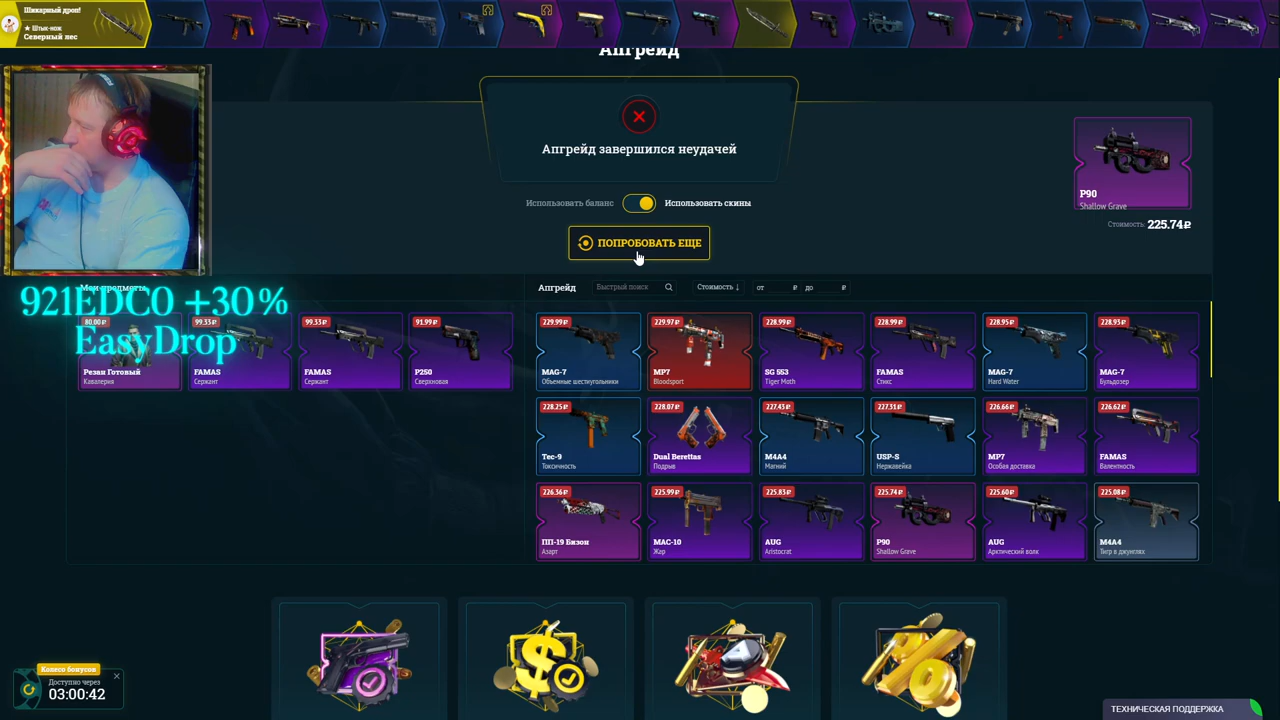 Шикарный дроп!
★ Штык-нож
Северный лес
Апгрейд
Апгрейд завершился неудачей
Использовать баланс
Использовать скины
ПОПРОБОВАТЬ ЕЩЕ
P90
Shallow Grave
Стоимость: 225.74₽
Мои предметы
921EDC0 +30%
EasyDrop
Апгрейд
Быстрый поиск
Стоимость ↓
от ₽
до ₽
80.00₽
Резан Готовый
Кавалерия
99.33₽
FAMAS
Сержант
99.33₽
FAMAS
Сержант
91.99₽
P250
Сверхновая
229.99₽
MAG-7
Объемные шестиугольники
229.97₽
MP7
Bloodsport
228.99₽
SG 553
Tiger Moth
228.99₽
FAMAS
Стикс
228.95₽
MAG-7
Hard Water
228.93₽
MAG-7
Бульдозер
228.25₽
Tec-9
Токсичность
228.07₽
Dual Berettas
Подрыв
227.43₽
M4A4
Магний
227.31₽
USP-S
Нержавейка
226.66₽
MP7
Особая доставка
226.62₽
FAMAS
Валентность
226.36₽
ПП-19 Бизон
Азарт
225.99₽
MAC-10
Жар
225.83₽
AUG
Aristocrat
225.74₽
P90
Shallow Grave
225.60₽
AUG
Арктический волк
225.08₽
M4A4
Тигр в джунглях
Колесо бонусов
Доступно через
03:00:42
ТЕХНИЧЕСКАЯ ПОДДЕРЖКА